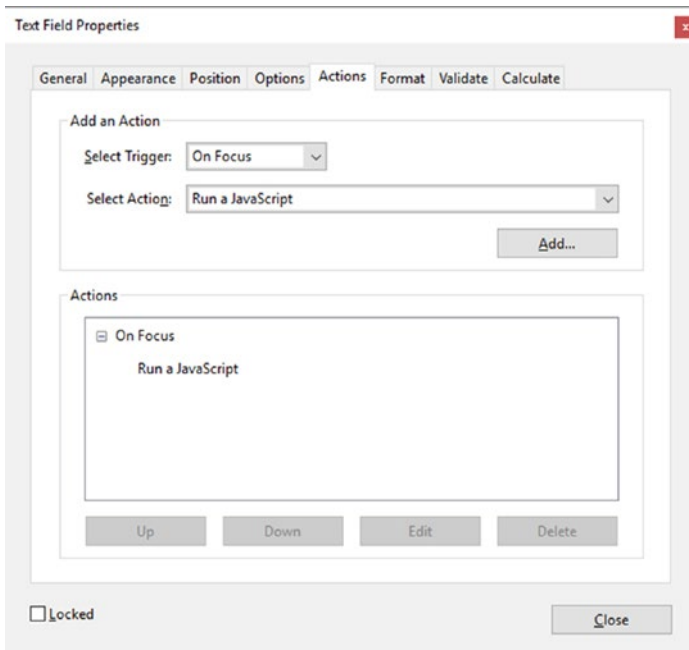 Text Field Properties
x
General Appearance Position Options Actions Format Validate Calculate
Add an Action
Select Trigger: On Focus
Select Action: Run a JavaScript
Add...
Actions
On Focus
Run a JavaScript
Up Down Edit Delete
Locked
Close